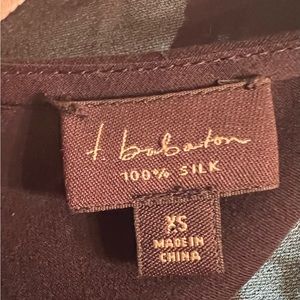 t. babaton
100% SILK
XS
MADE IN
CHINA